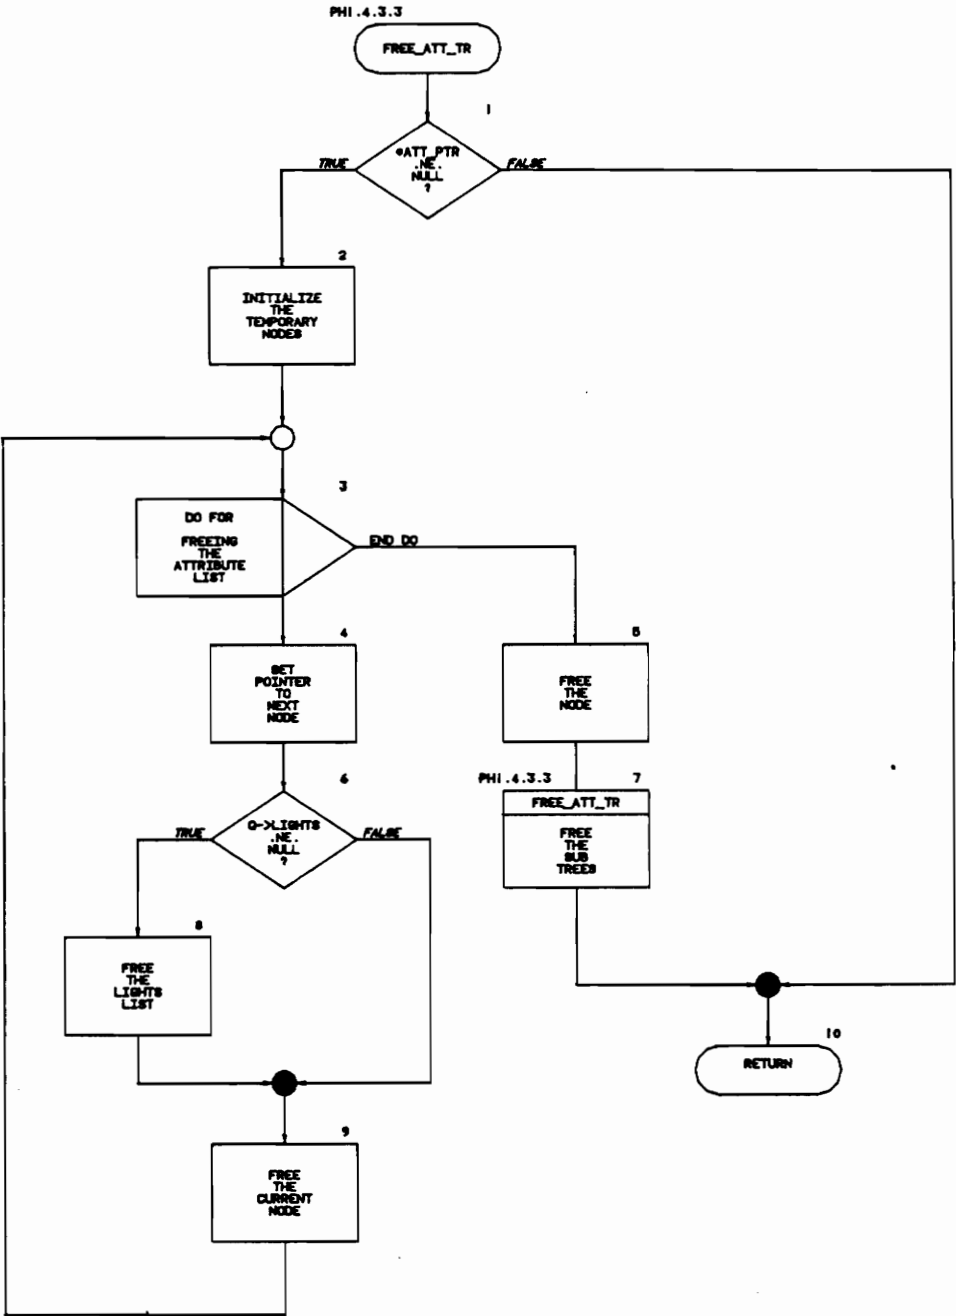 PHI.4.3.3
FREE_ATT_TR
1
*ATT_PTR
.NE.
NULL
?
TRUE
FALSE
2
INITIALIZE
THE
TEMPORARY
NODES
3
DO FOR
FREEING
THE
ATTRIBUTE
LIST
END DO
4
SET
POINTER
TO
NEXT
NODE
5
FREE
THE
NODE
6
Q->LIGHTS
.NE.
NULL
?
TRUE
FALSE
PHI.4.3.3
7
FREE_ATT_TR
FREE
THE
SUB
TREES
8
FREE
THE
LIGHTS
LIST
10
RETURN
9
FREE
THE
CURRENT
NODE